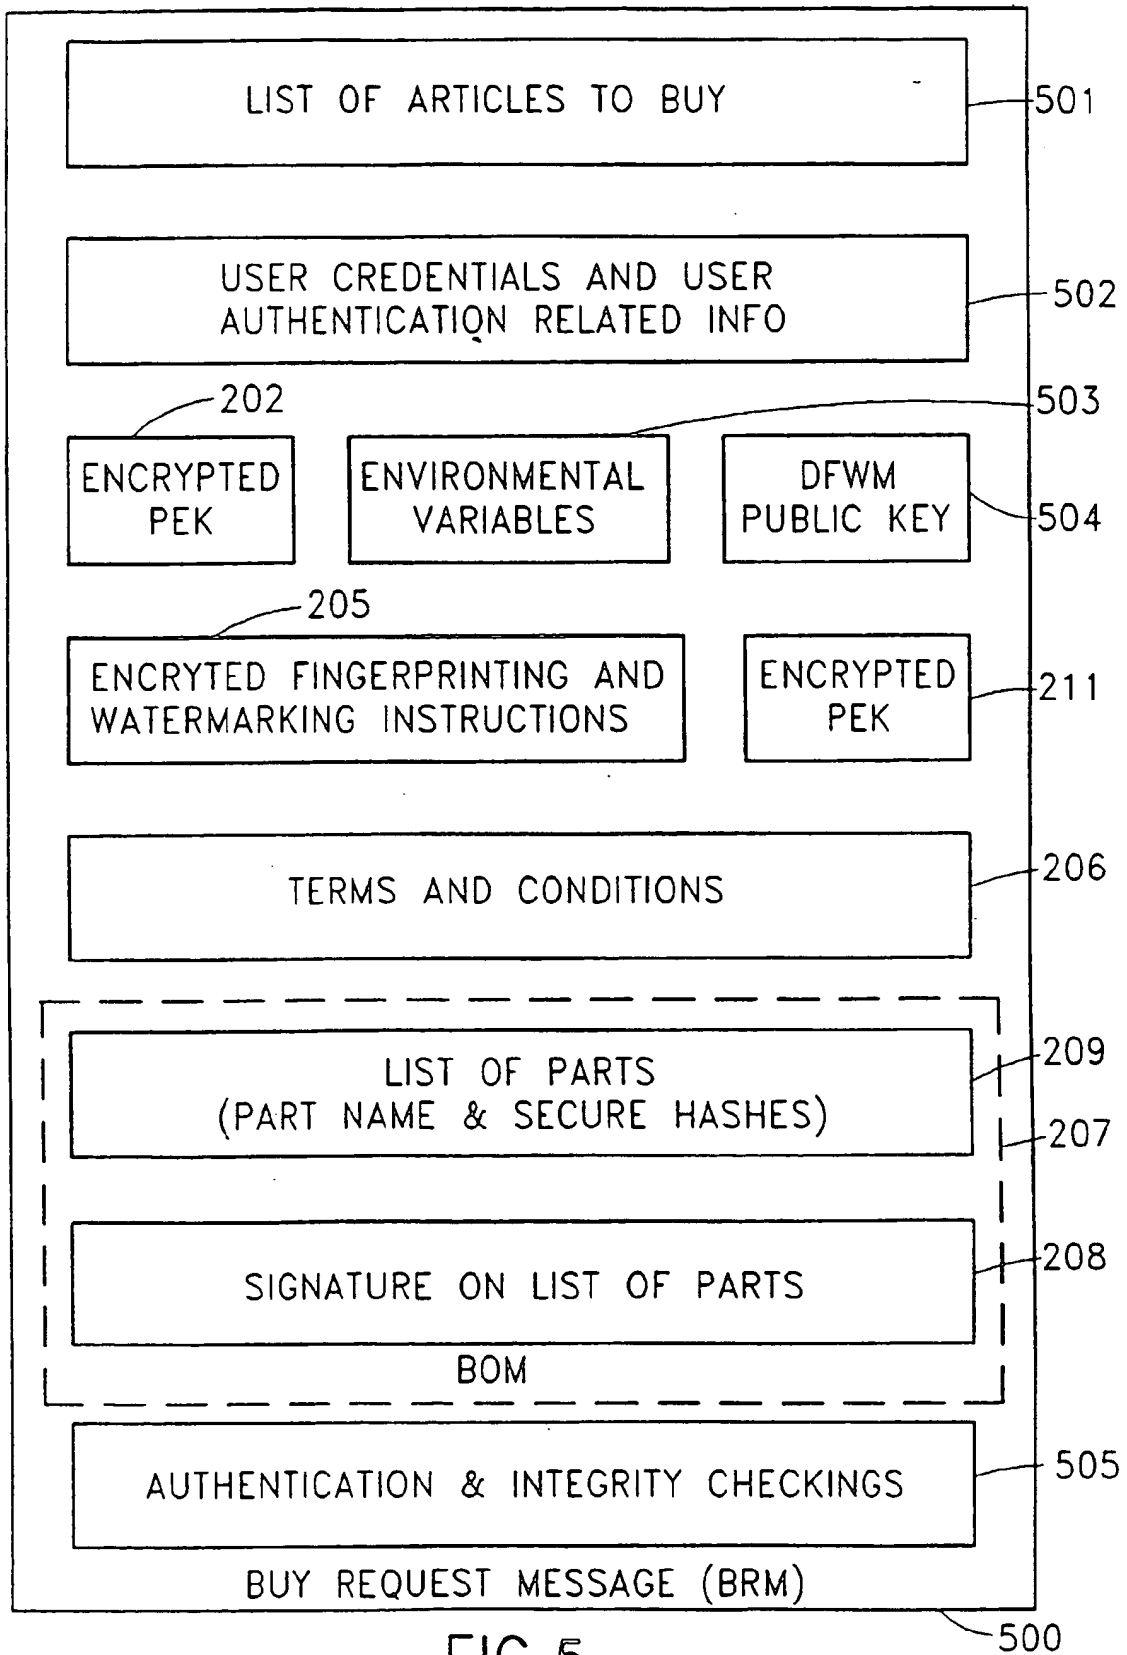 LIST OF ARTICLES TO BUY
501
USER CREDENTIALS AND USER
AUTHENTICATION RELATED INFO
502
202
503
ENCRYPTED
PEK
ENVIRONMENTAL
VARIABLES
DFWM
PUBLIC KEY
504
205
ENCRYTED FINGERPRINTING AND
WATERMARKING INSTRUCTIONS
ENCRYPTED
PEK
211
TERMS AND CONDITIONS
206
LIST OF PARTS
(PART NAME & SECURE HASHES)
209
207
SIGNATURE ON LIST OF PARTS
208
BOM
AUTHENTICATION & INTEGRITY CHECKINGS
505
BUY REQUEST MESSAGE (BRM)
500
FIG.5